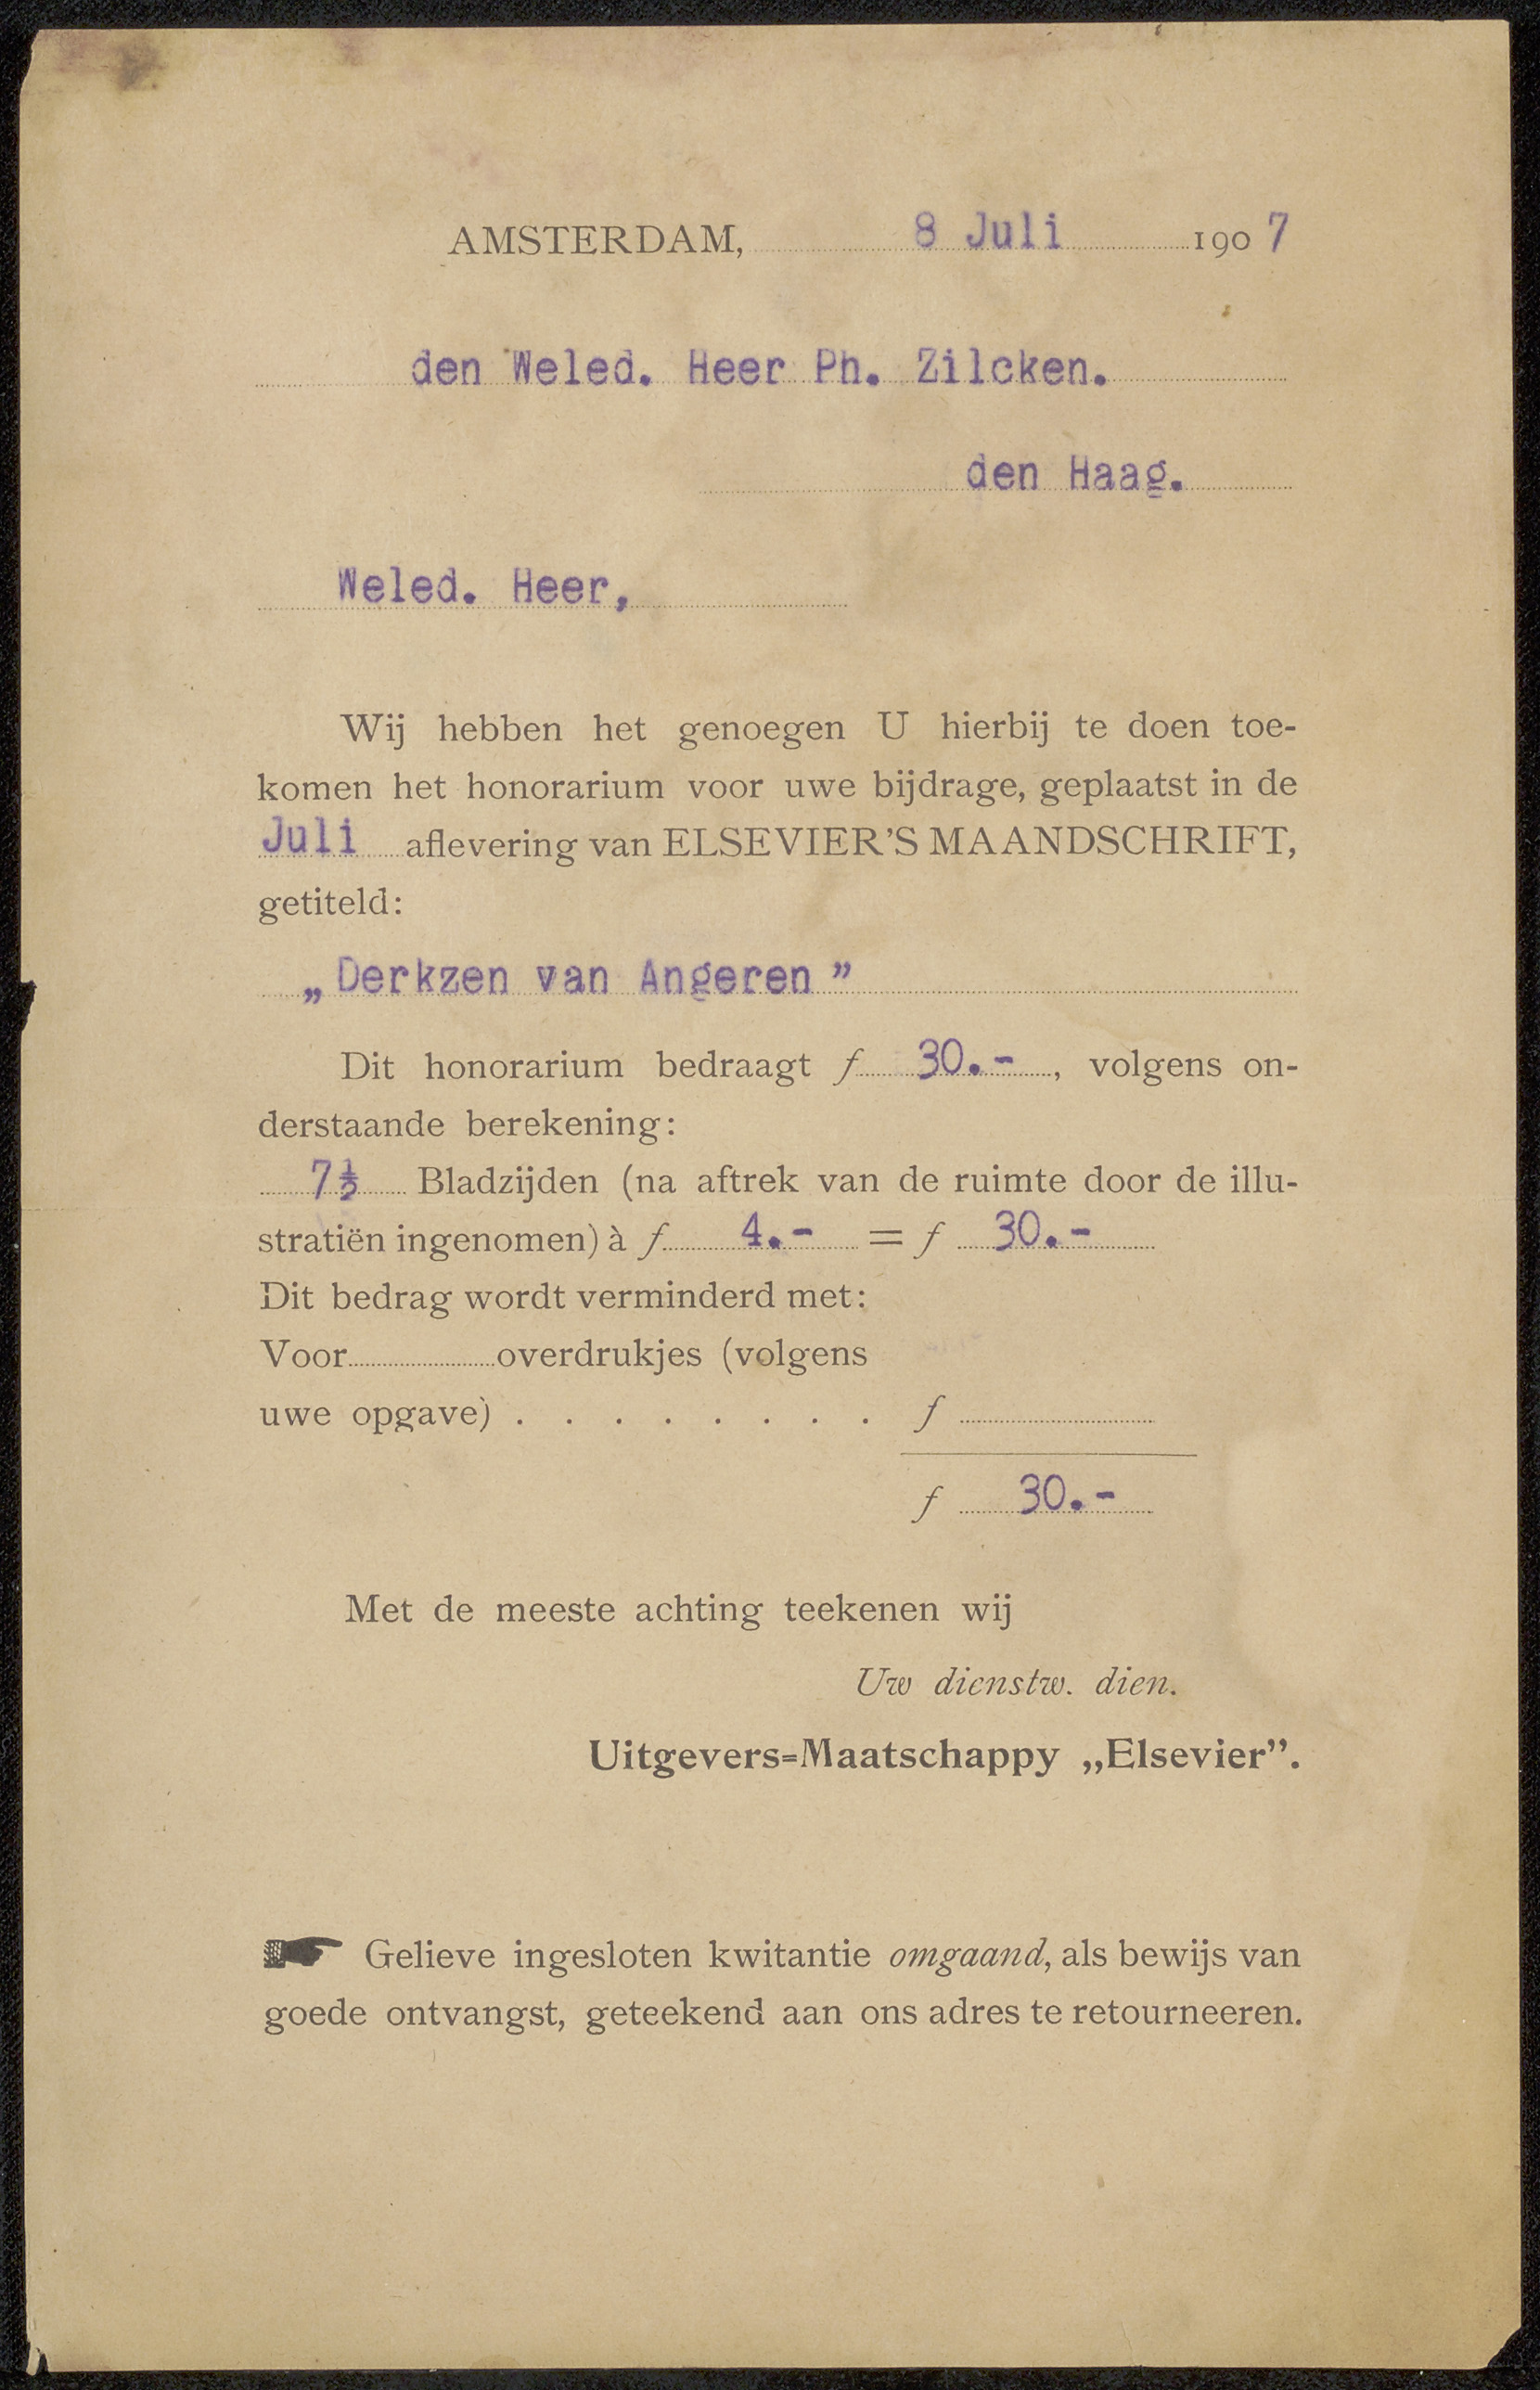 AMSTERDAM, 8 Juli 1907
den Weled. Heer Ph. Zilcken.
den Haag.
Weled. Heer,
Wij hebben het genoegen U hierbij te doen toe-
komen het honorarium voor uwe bijdrage, geplaatst in de
Juli aflevering van ELSEVIER'S MAANDSCHRIFT,
getiteld:
„Derkzen van Angeren”
Dit honorarium bedraagt f 30.-, volgens on-
derstaande berekening:
7½ Bladzijden (na aftrek van de ruimte door de illu-
stratiën ingenomen) à f 4.- = f 30.-
Dit bedrag wordt verminderd met:
Voor overdrukjes (volgens
uwe opgave) . . . . . . . . f
f 30.-
Met de meeste achting teekenen wij
Uw dienstw. dien.
Uitgevers=Maatschappy „Elsevier”.
☛ Gelieve ingesloten kwitantie omgaand, als bewijs van
goede ontvangst, geteekend aan ons adres te retourneeren.